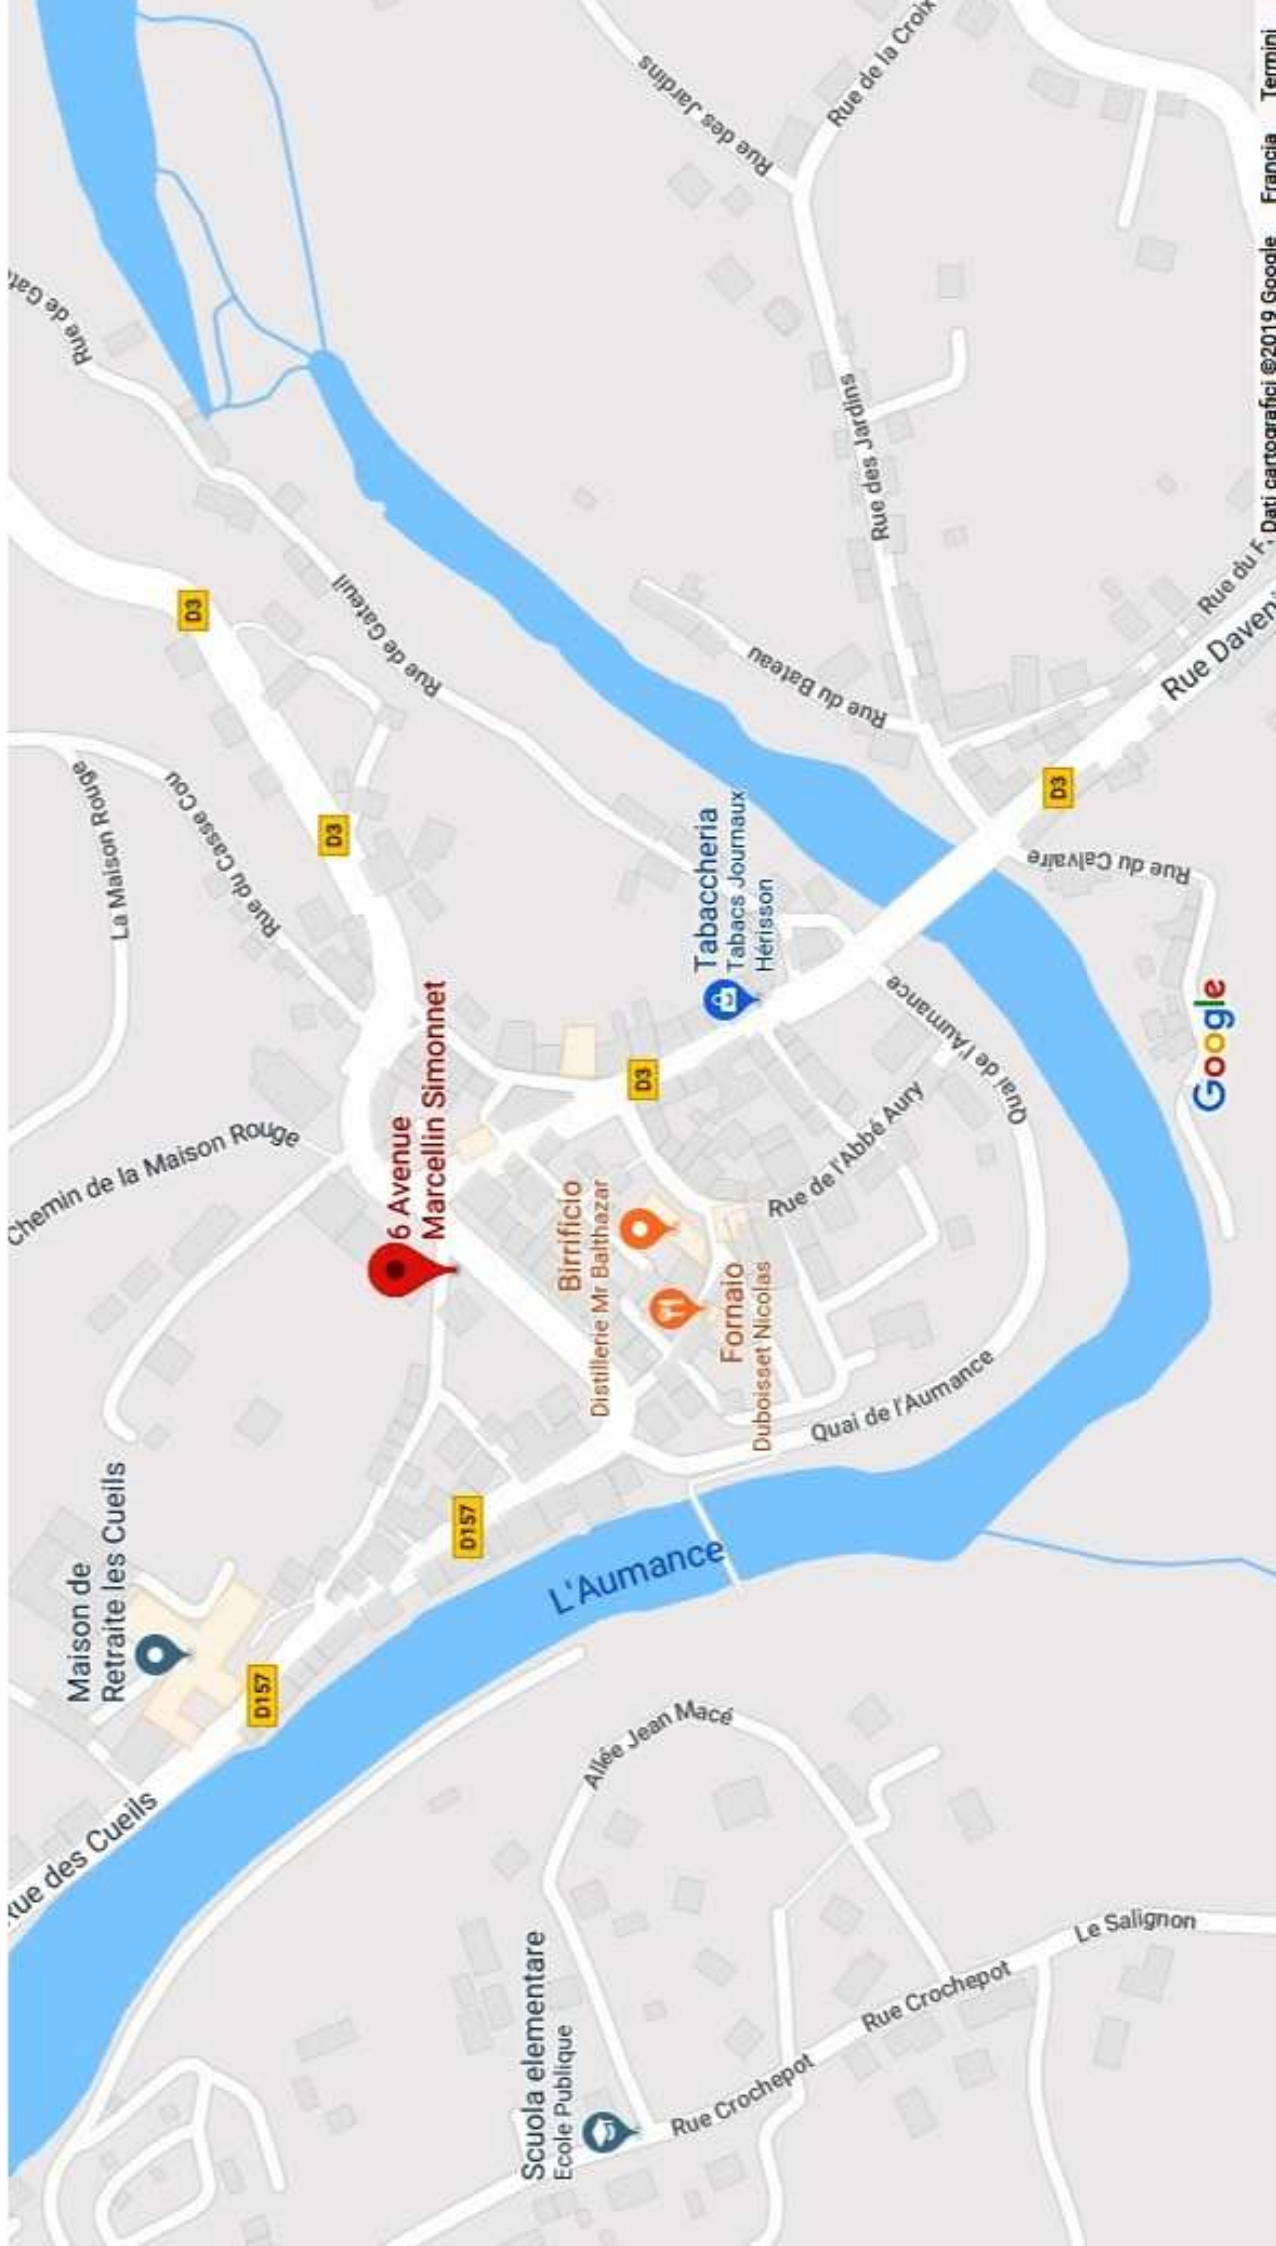 Rue des Cueils
Maison de
Retraite les Cueils
Chemin de la Maison Rouge
La Maison Rouge
Rue du Casse Cou
Rue de Gate
D157
D3
D3
6 Avenue
Marcellin Simonnet
Rue de Gateuil
D157
L'Aumance
Birrificio
Distillerie Mr Balthazar
D3
Tabaccheria
Tabacs Journaux
Hérisson
Fornaio
Duboisset Nicolas
Rue de l'Abbé Aury
Quai de l'Aumance
Quai de l'Aumance
Scuola elementare
Ecole Publique
Allée Jean Macé
Rue Crochepot
Rue Crochepot
Le Salignon
Rue des Jardins
Rue de la Croix
Rue des Jardins
Rue du Bateau
D3
Rue du Calvaire
Rue Daven
Rue du F
Google
Dati cartografici ©2019 Google Francia Termini